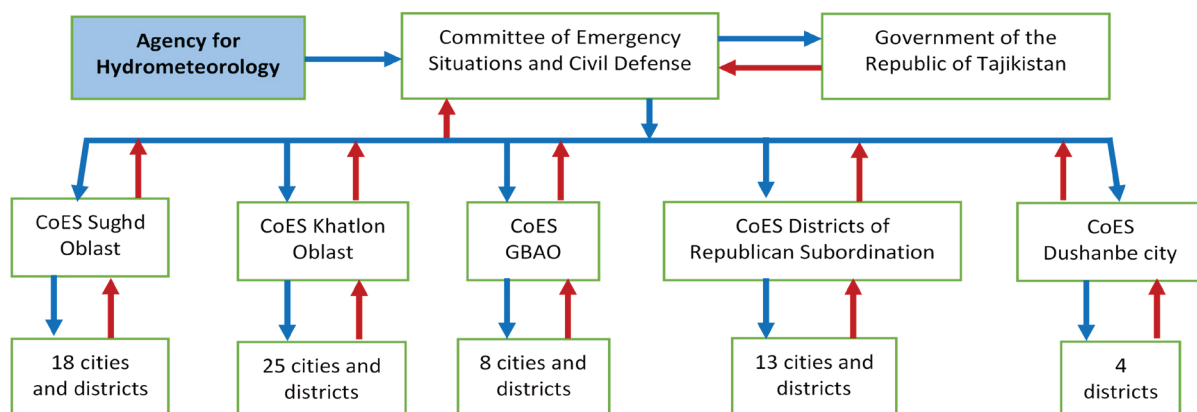 Agency for
Hydrometeorology
Committee of Emergency
Situations and Civil Defense
Government of the
Republic of Tajikistan
CoES Sughd
Oblast
CoES Khatlon
Oblast
CoES
GBAO
CoES Districts of
Republican Subordination
CoES
Dushanbe city
18 cities
and districts
25 cities and
districts
8 cities and
districts
13 cities and
districts
4
districts